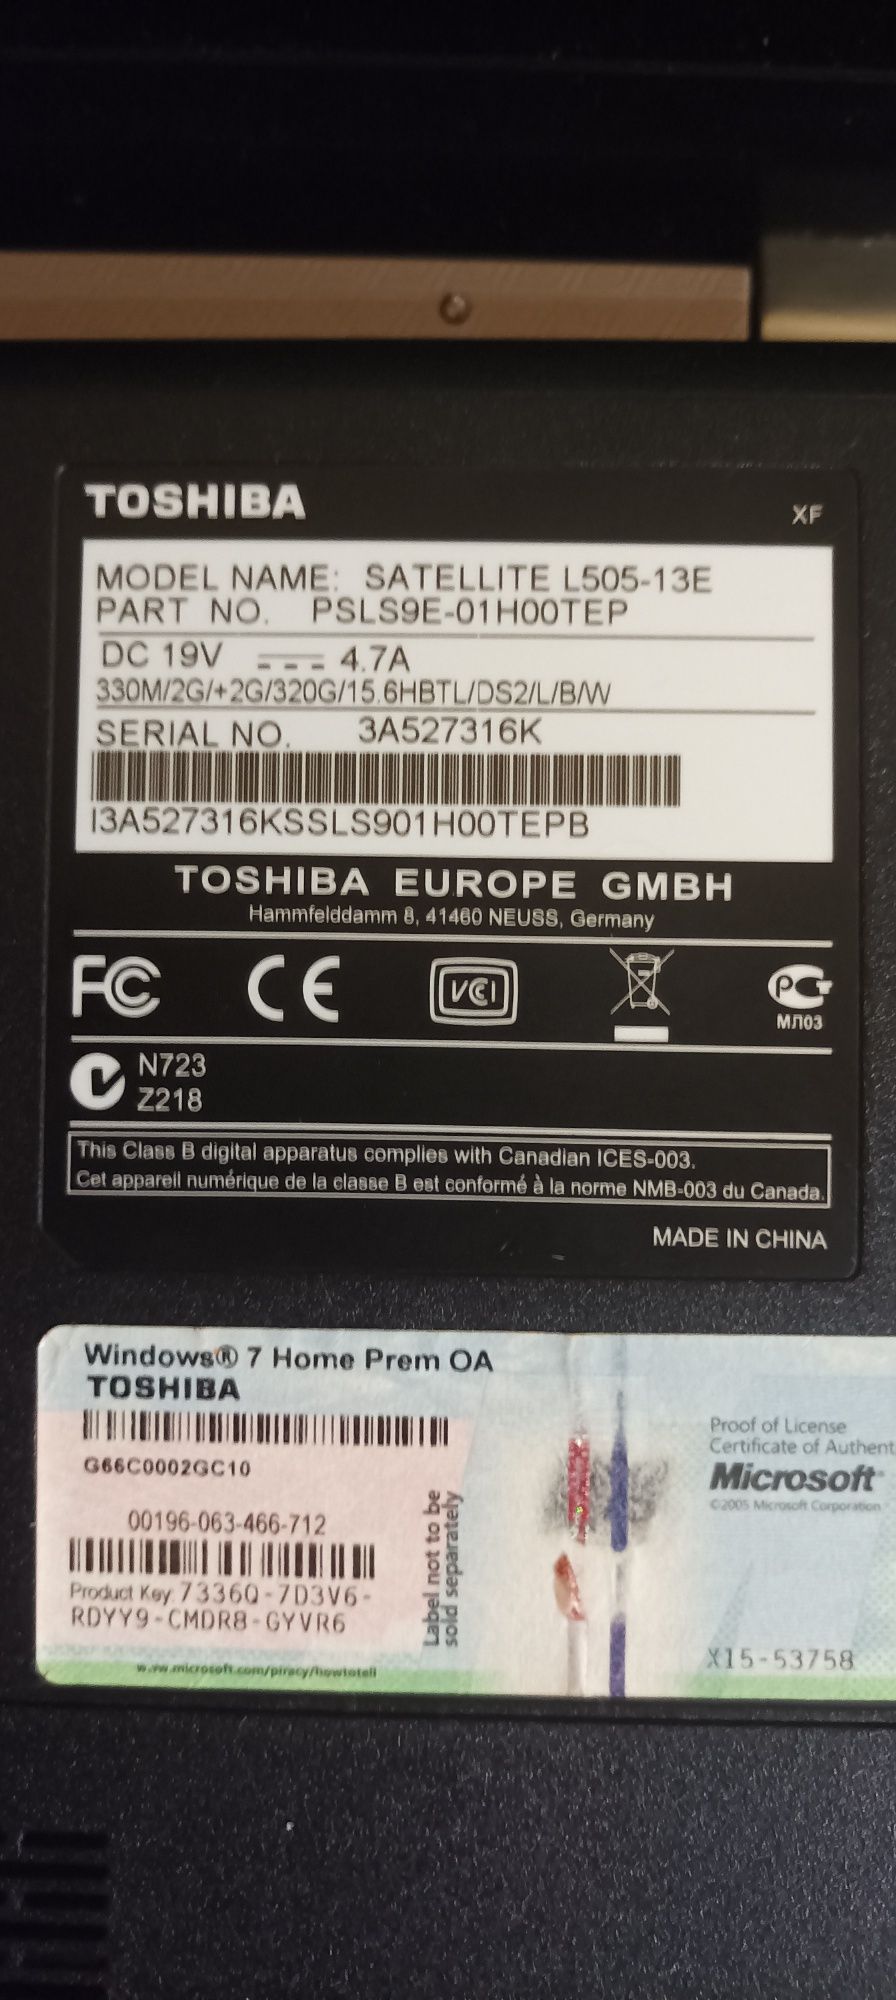 TOSHIBA
XF
MODEL NAME: SATELLITE L505-13E
PART NO. PSLS9E-01H00TEP
DC 19V 4.7A
330M/2G/+2G/320G/15.6HBTL/DS2/L/B/W
SERIAL NO. 3A527316K
I3A527316KSSLS901H00TEPB
TOSHIBA EUROPE GMBH
Hammfelddamm 8, 41460 NEUSS, Germany
FC CE VCI PCT
МЛ03
N723
Z218
This Class B digital apparatus complies with Canadian ICES-003.
Cet appareil numérique de la classe B est conformé à la norme NMB-003 du Canada.
MADE IN CHINA
Windows® 7 Home Prem OA
TOSHIBA
G66C0002GC10
00196-063-466-712
Product Key: 7336Q-7D3V6-
RDYY9-CMDR8-GYVR6
www.microsoft.com/piracy/howtotell
Label not to be
sold separately
Proof of License
Certificate of Authent
Microsoft
©2005 Microsoft Corporation
X15-53758